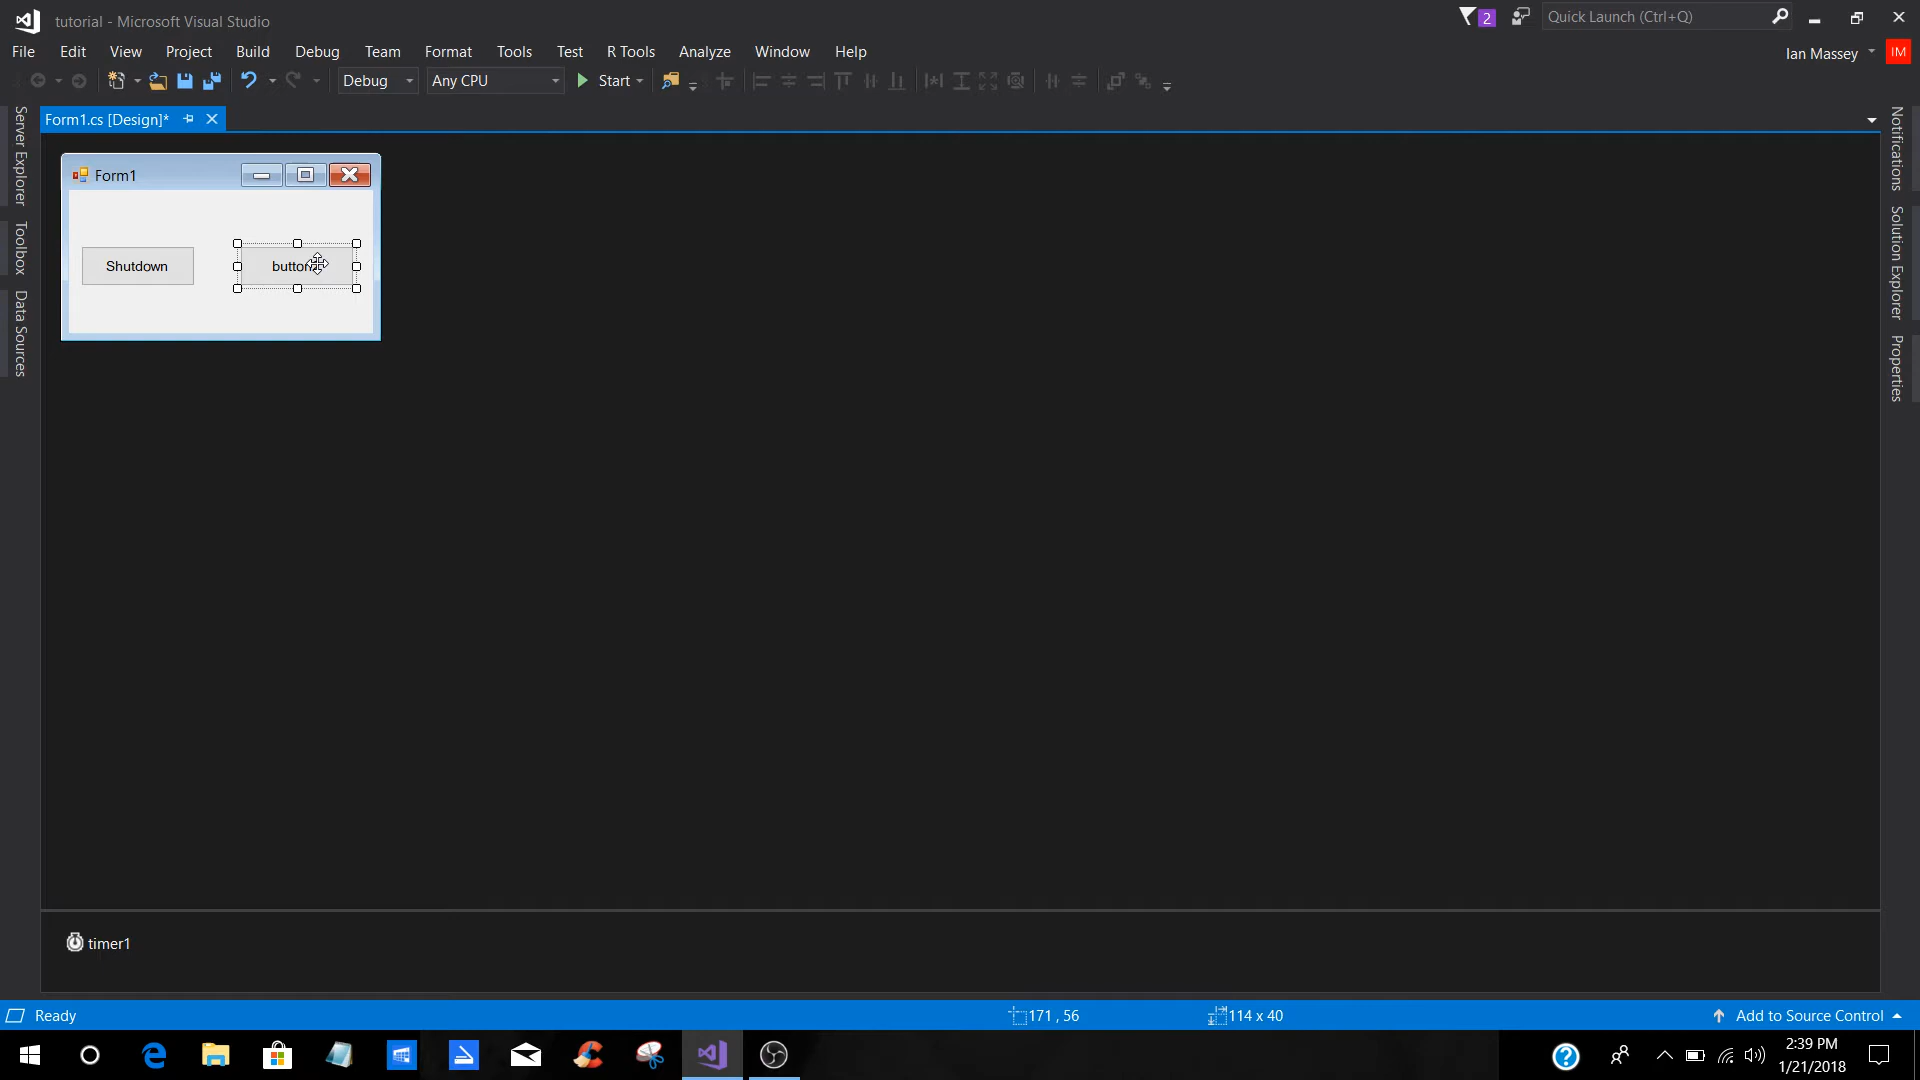 tutorial - Microsoft Visual Studio
2
Quick Launch (Ctrl+Q)
File Edit View Project Build Debug Team Format Tools Test R Tools Analyze Window Help
Ian Massey
IM
Debug
Any CPU
Start
Form1.cs [Design]*
Server Explorer
Toolbox
Data Sources
Form1
Shutdown
Notifications
Solution Explorer
Properties
timer1
Ready
171 , 56
114 x 40
Add to Source Control
2:39 PM
1/21/2018